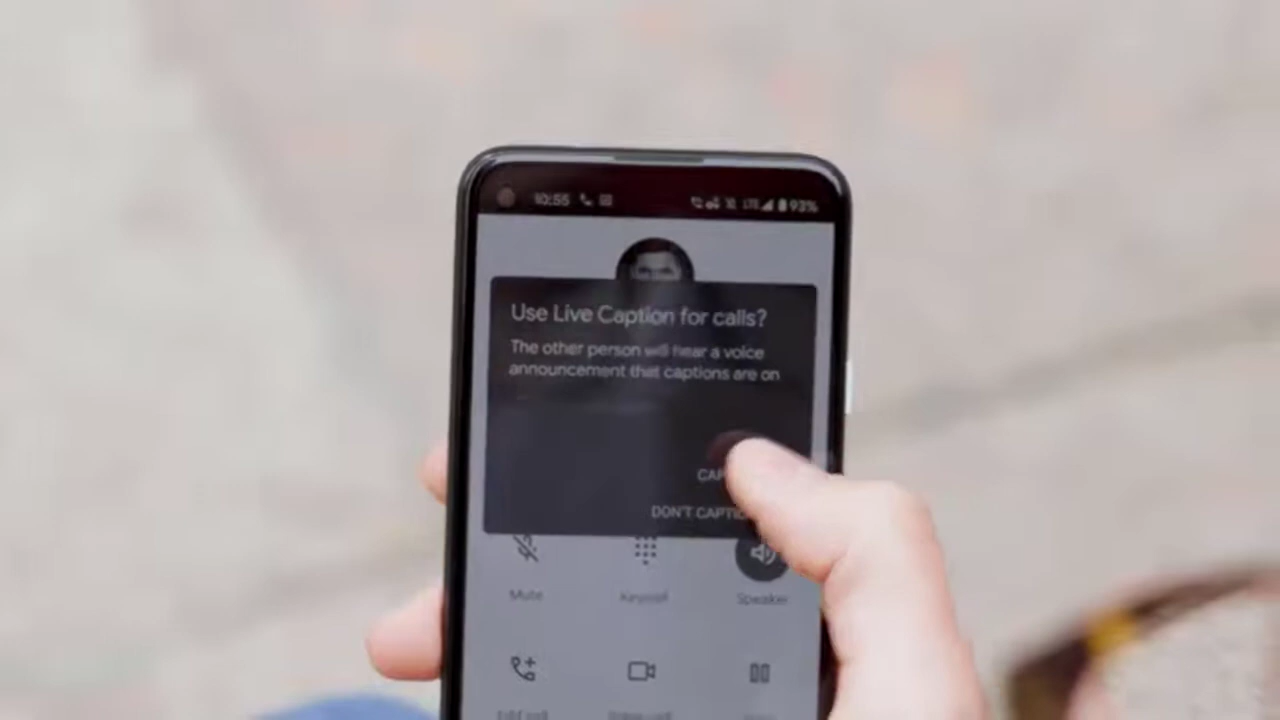 10:55 LTE 93%
Use Live Caption for calls?
The other person will hear a voice
announcement that captions are on
DON'T
Mute Keypad Speaker